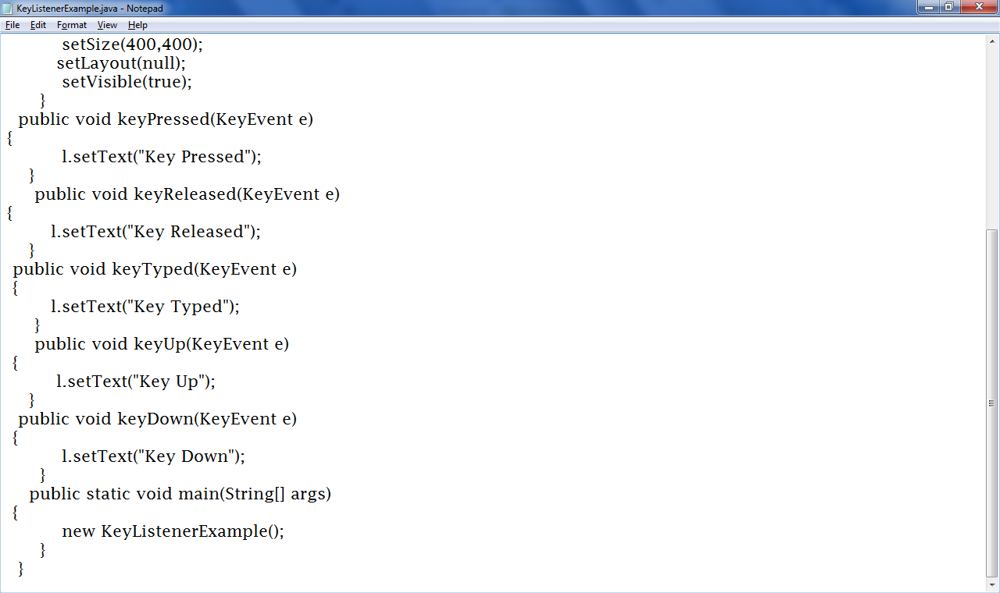 KeyListenerExample.java - Notepad
File Edit Format View Help
setSize(400,400);
setLayout(null);
setVisible(true);
}
public void keyPressed(KeyEvent e)
{
l.setText("Key Pressed");
}
public void keyReleased(KeyEvent e)
{
l.setText("Key Released");
}
public void keyTyped(KeyEvent e)
{
l.setText("Key Typed");
}
public void keyUp(KeyEvent e)
{
l.setText("Key Up");
}
public void keyDown(KeyEvent e)
{
l.setText("Key Down");
}
public static void main(String[] args)
{
new KeyListenerExample();
}
}